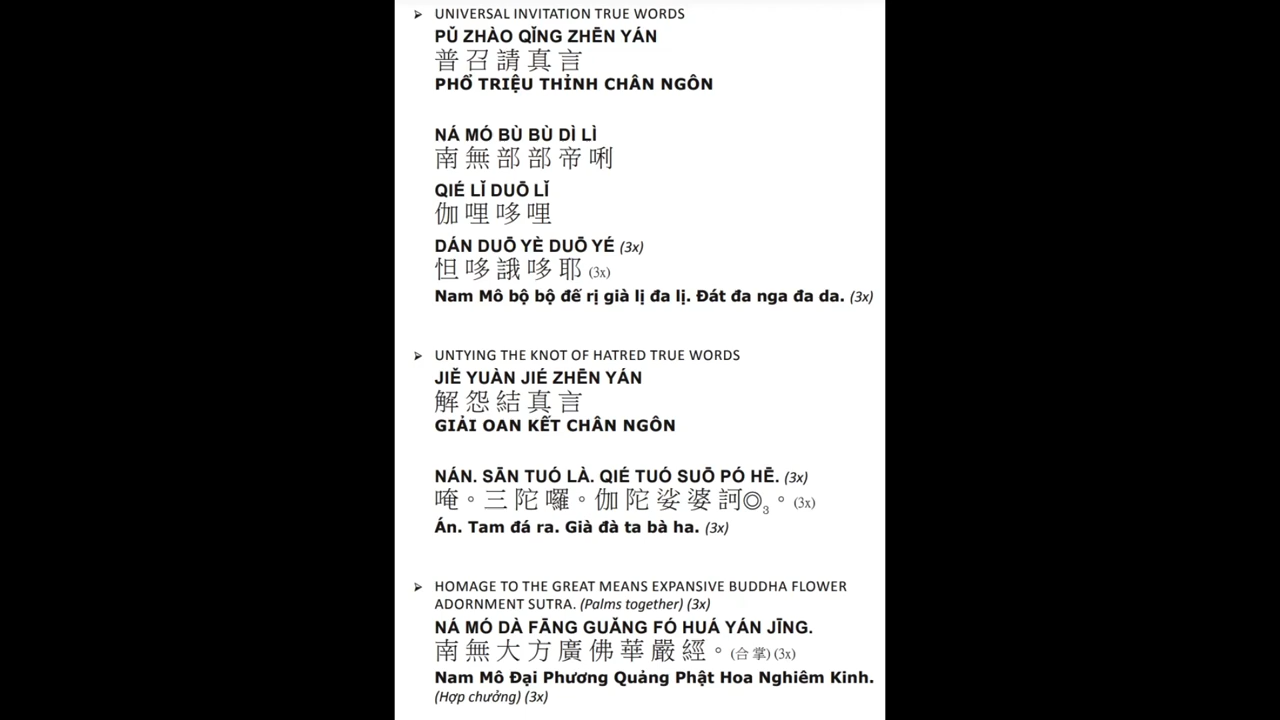 ➢ UNIVERSAL INVITATION TRUE WORDS
PǓ ZHÀO QǏNG ZHĒN YÁN
普召請真言
PHỔ TRIỆU THỈNH CHÂN NGÔN
NÁ MÓ BÙ BÙ DÌ LÌ
南無部部帝唎
QIÉ LǏ DUŌ LǏ
伽哩哆哩
DÁN DUŌ YÈ DUŌ YÉ (3x)
怛哆誐哆耶 (3x)
Nam Mô bộ bộ đế rị già lị đa lị. Đát đa nga đa da. (3x)
➢ UNTYING THE KNOT OF HATRED TRUE WORDS
JIĚ YUÀN JIÉ ZHĒN YÁN
解怨結真言
GIẢI OAN KẾT CHÂN NGÔN
NÁN. SĀN TUÓ LÀ. QIÉ TUÓ SUŌ PÓ HĒ. (3x)
唵。三陀囉。伽陀娑婆訶◎3。(3x)
Án. Tam đá ra. Già đà ta bà ha. (3x)
➢ HOMAGE TO THE GREAT MEANS EXPANSIVE BUDDHA FLOWER
ADORNMENT SUTRA. (Palms together) (3x)
NÁ MÓ DÀ FĀNG GUǍNG FÓ HUÁ YÁN JĪNG.
南無大方廣佛華嚴經。(合掌) (3x)
Nam Mô Đại Phương Quảng Phật Hoa Nghiêm Kinh.
(Hợp chưởng) (3x)